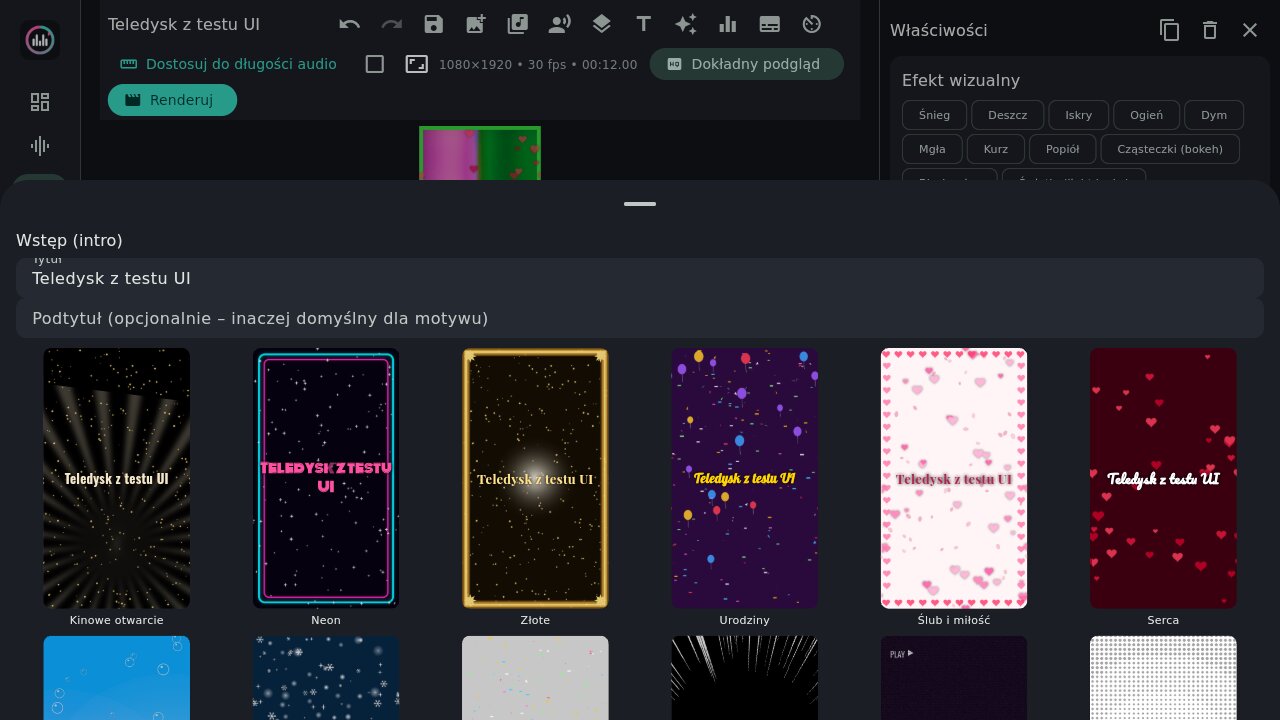 Teledysk z testu UI
Właściwości
Dostosuj do długości audio
1080×1920 • 30 fps • 00:12.00
HQ
Dokładny podgląd
Renderuj
Efekt wizualny
Śnieg
Deszcz
Iskry
Ogień
Dym
Mgła
Kurz
Popiół
Cząsteczki (bokeh)
Wstęp (intro)
Tytuł
Teledysk z testu UI
Podtytuł (opcjonalnie – inaczej domyślny dla motywu)
Teledysk z testu UI
TELEDYSK Z TESTU
UI
Teledysk z testu UI
Teledysk z testu UI
Teledysk z testu UI
Teledysk z testu UI
Kinowe otwarcie
Neon
Złote
Urodziny
Ślub i miłość
Serca
PLAY